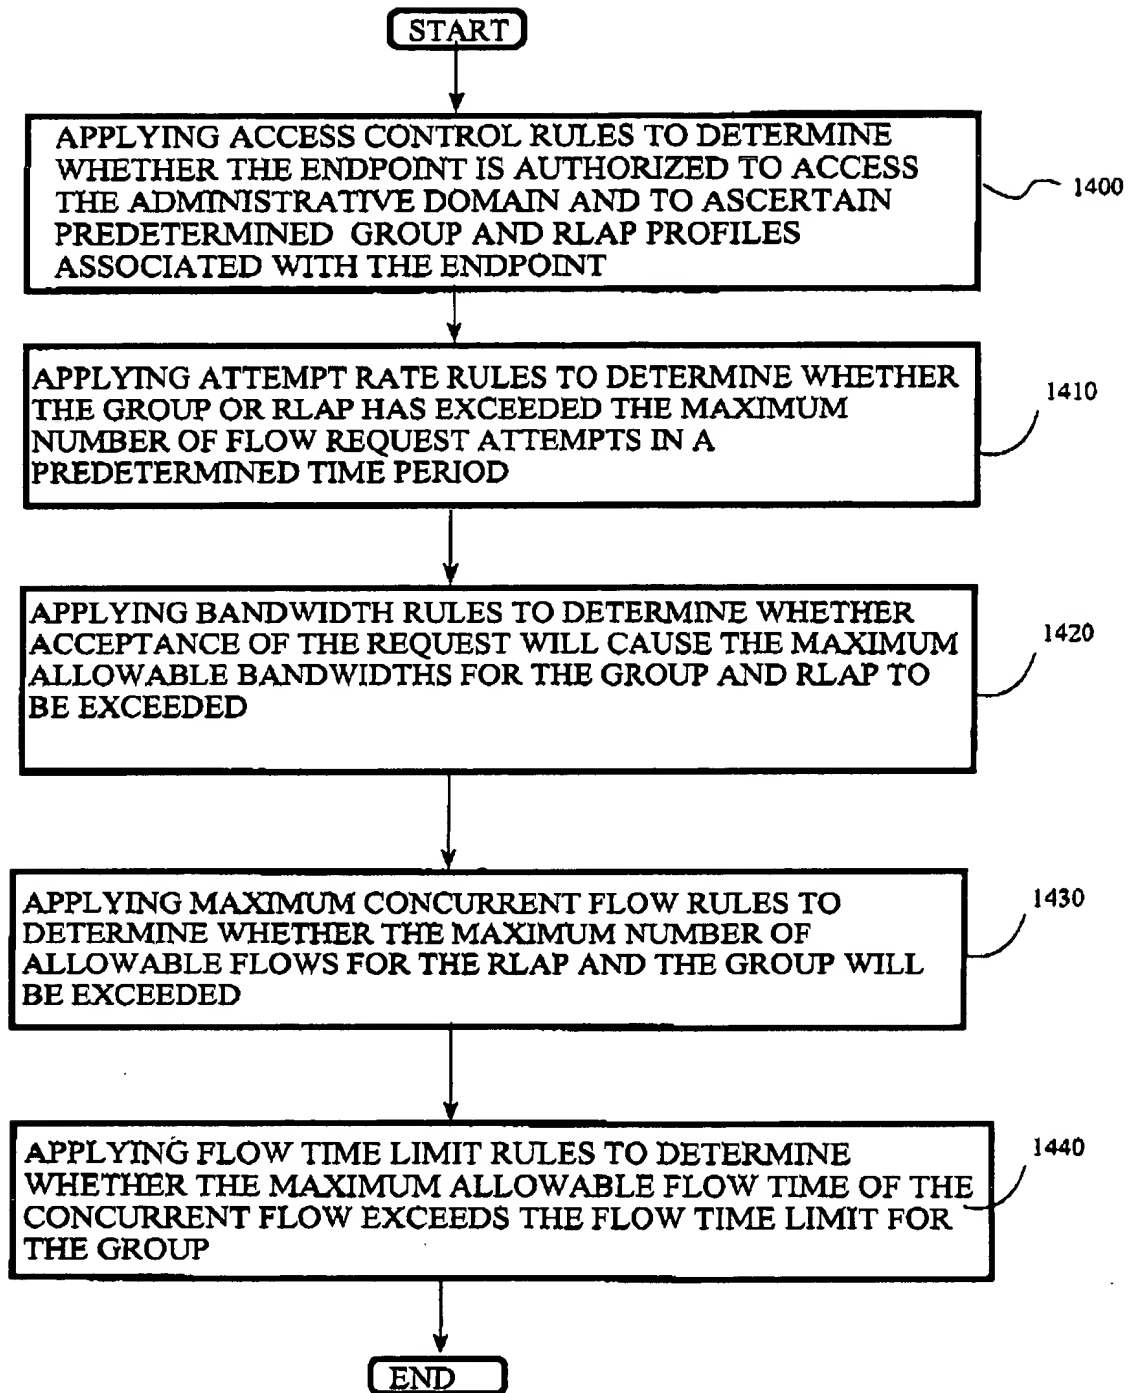 START
APPLYING ACCESS CONTROL RULES TO DETERMINE
WHETHER THE ENDPOINT IS AUTHORIZED TO ACCESS
THE ADMINISTRATIVE DOMAIN AND TO ASCERTAIN
PREDETERMINED GROUP AND RLAP PROFILES
ASSOCIATED WITH THE ENDPOINT
1400
APPLYING ATTEMPT RATE RULES TO DETERMINE WHETHER
THE GROUP OR RLAP HAS EXCEEDED THE MAXIMUM
NUMBER OF FLOW REQUEST ATTEMPTS IN A
PREDETERMINED TIME PERIOD
1410
APPLYING BANDWIDTH RULES TO DETERMINE WHETHER
ACCEPTANCE OF THE REQUEST WILL CAUSE THE MAXIMUM
ALLOWABLE BANDWIDTHS FOR THE GROUP AND RLAP TO
BE EXCEEDED
1420
APPLYING MAXIMUM CONCURRENT FLOW RULES TO
DETERMINE WHETHER THE MAXIMUM NUMBER OF
ALLOWABLE FLOWS FOR THE RLAP AND THE GROUP WILL
BE EXCEEDED
1430
APPLYING FLOW TIME LIMIT RULES TO DETERMINE
WHETHER THE MAXIMUM ALLOWABLE FLOW TIME OF THE
CONCURRENT FLOW EXCEEDS THE FLOW TIME LIMIT FOR
THE GROUP
1440
END